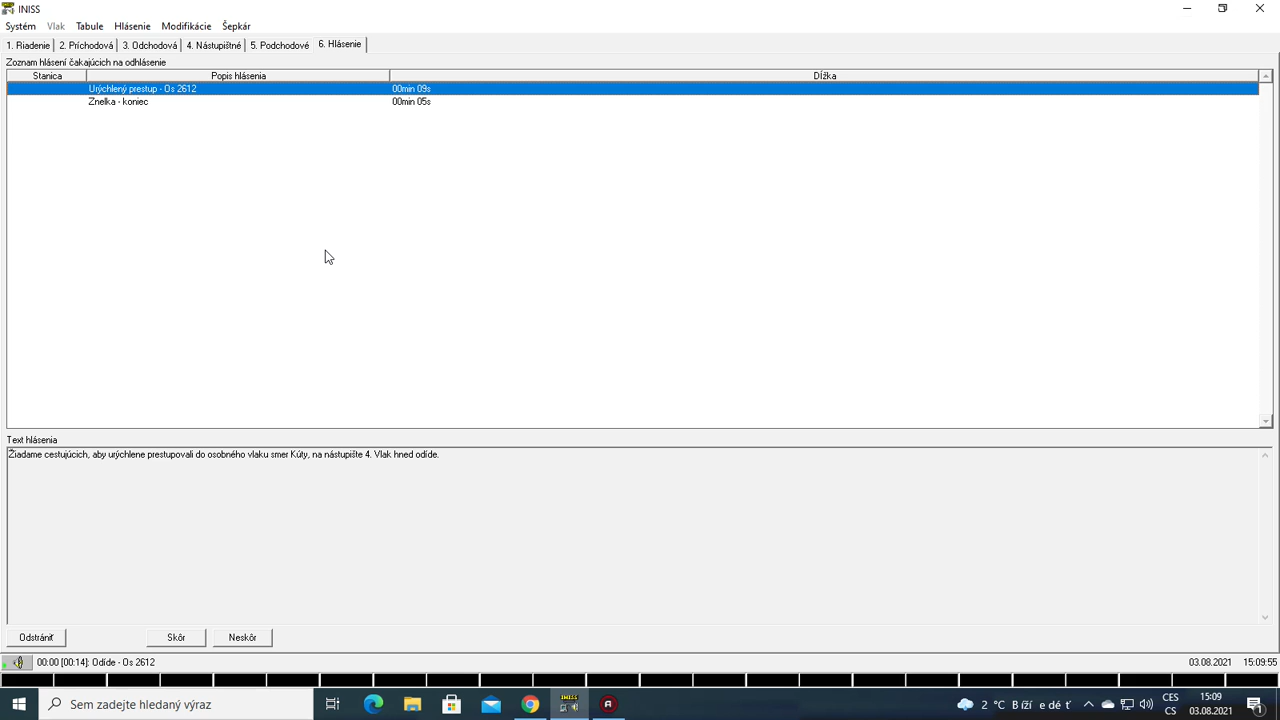 INISS
Systém Vlak Tabule Hlásenie Modifikácie Šepkár
1. Riadenie 2. Príchodová 3. Odchodová 4. Nástupištné 5. Podchodové 6. Hlásenie
Zoznam hlásení čakajúcich na odhlásenie
Stanica Popis hlásenia Dĺžka
Urýchlený prestup - Os 2612 00min 09s
Znelka - koniec 00min 05s
Text hlásenia
Žiadame cestujúcich, aby urýchlene prestupovali do osobného vlaku smer Kúty, na nástupište 4. Vlak hneď odíde.
Odstrániť Skôr Neskôr
00:00 [00:14]: Odíde - Os 2612 03.08.2021 15:09:55
Sem zadejte hledaný výraz 2 °C CES 15:09
CS 03.08.2021